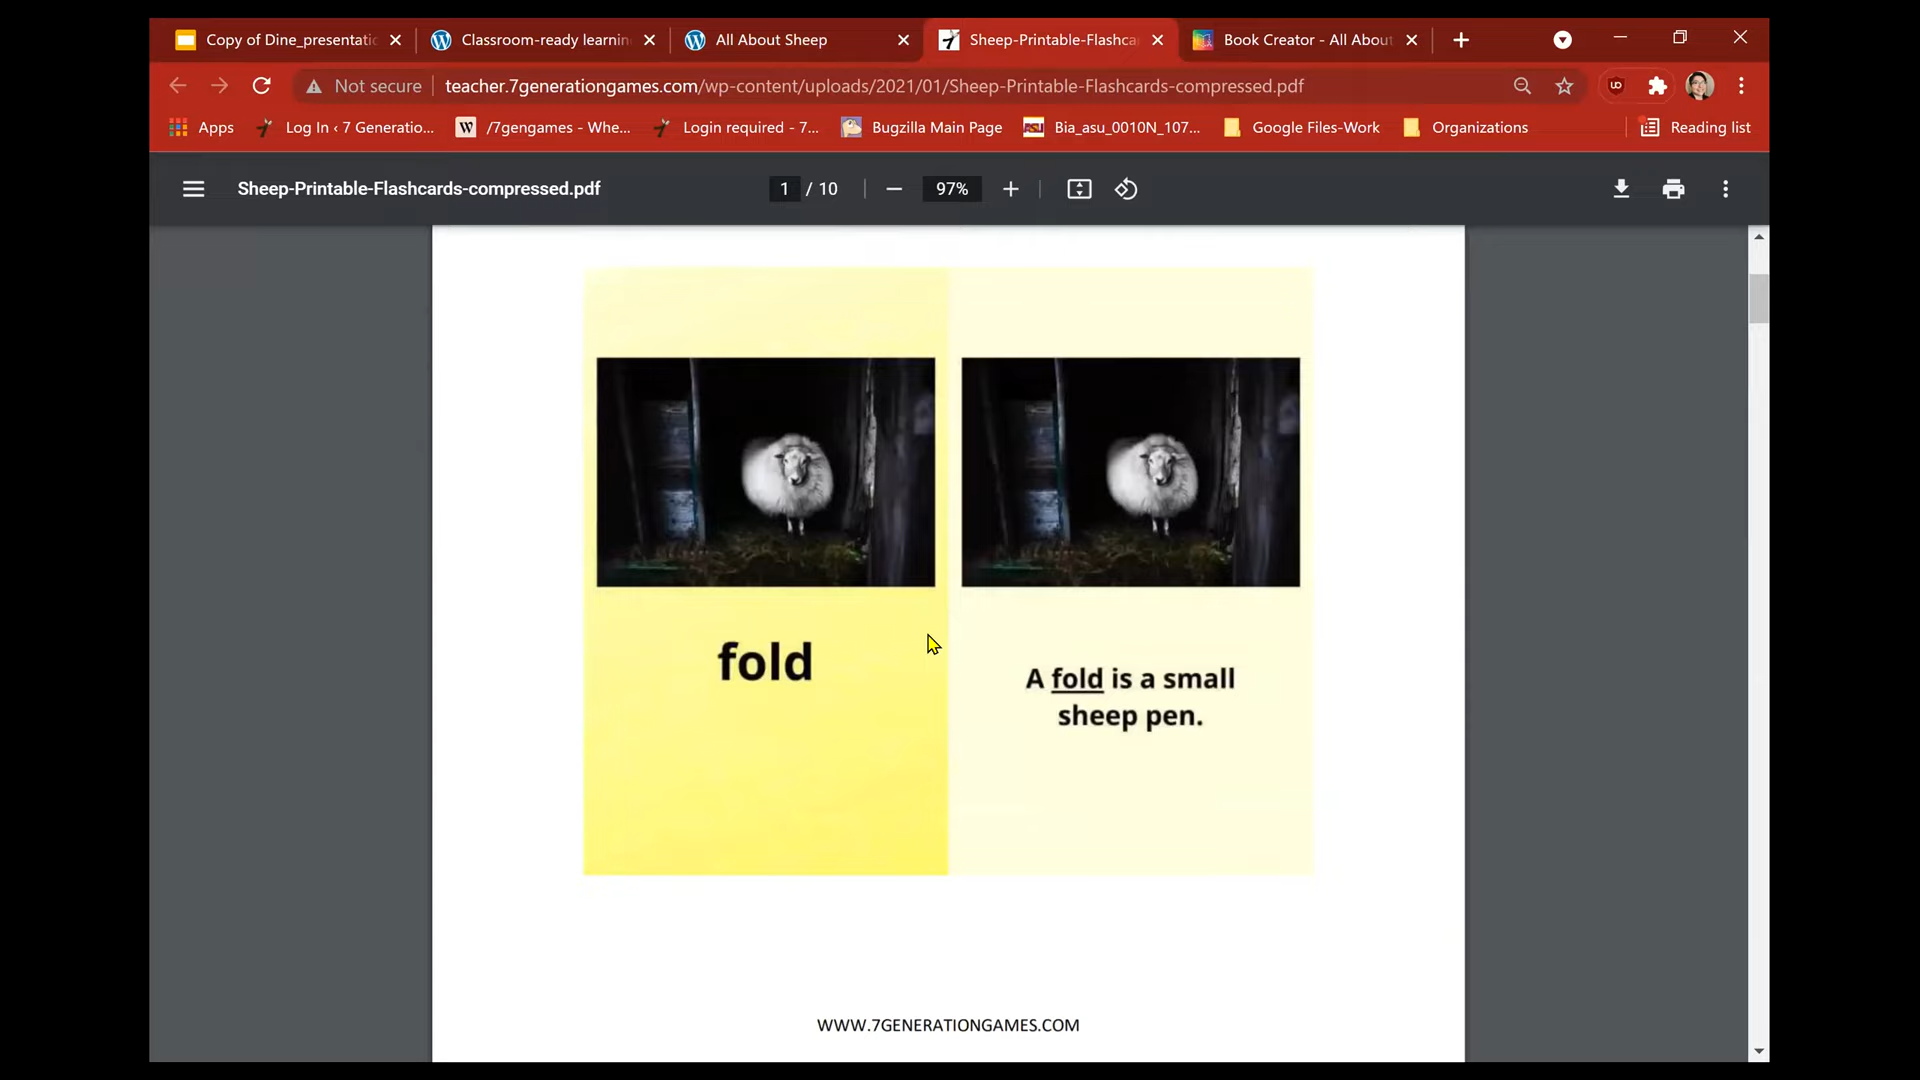 Copy of Dine_presentatio
Classroom-ready learnin
All About Sheep
Sheep-Printable-Flashca
Book Creator - All About
Not secure
teacher.7generationgames.com/wp-content/uploads/2021/01/Sheep-Printable-Flashcards-compressed.pdf
Apps
Log In ‹ 7 Generatio...
W /7gengames - Whe...
Login required - 7...
Bugzilla Main Page
ASU Bia_asu_0010N_107...
Google Files-Work
Organizations
Reading list
Sheep-Printable-Flashcards-compressed.pdf
1 / 10
97%
fold
A fold is a small
sheep pen.
WWW.7GENERATIONGAMES.COM